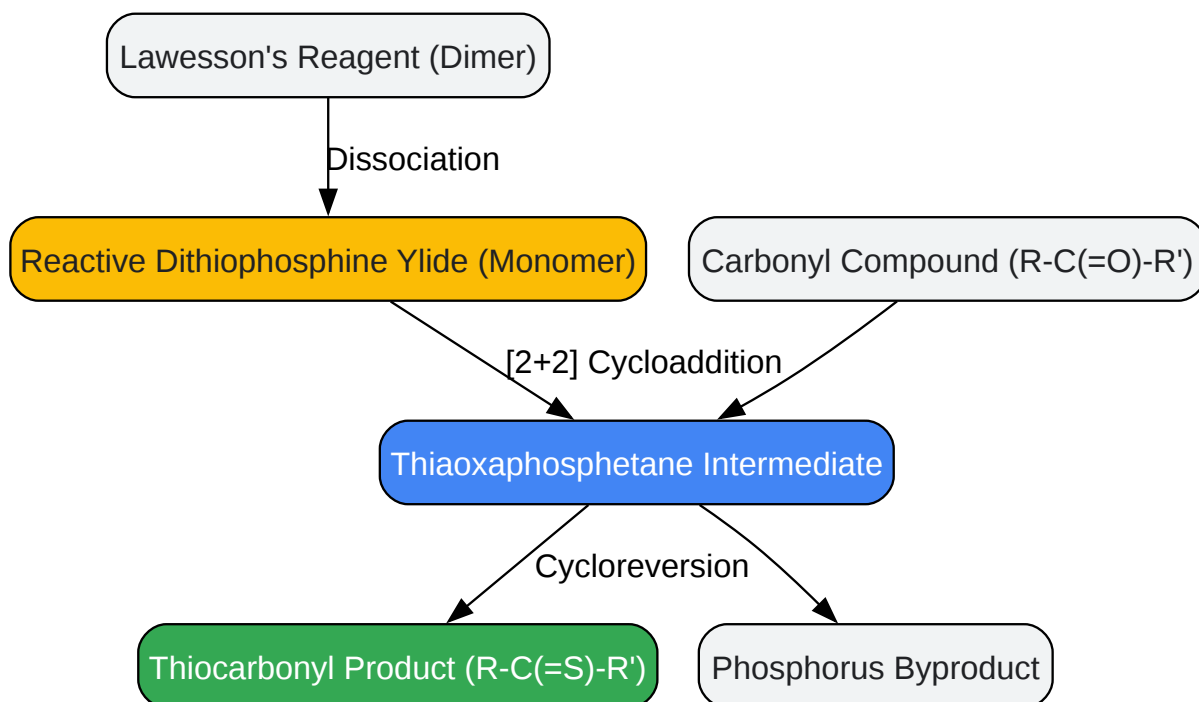 Lawesson's Reagent (Dimer)
Dissociation
Reactive Dithiophosphine Ylide (Monomer)
Carbonyl Compound (R-C(=O)-R')
[2+2] Cycloaddition
Thiaoxaphosphetane Intermediate
Cycloreversion
Thiocarbonyl Product (R-C(=S)-R')
Phosphorus Byproduct